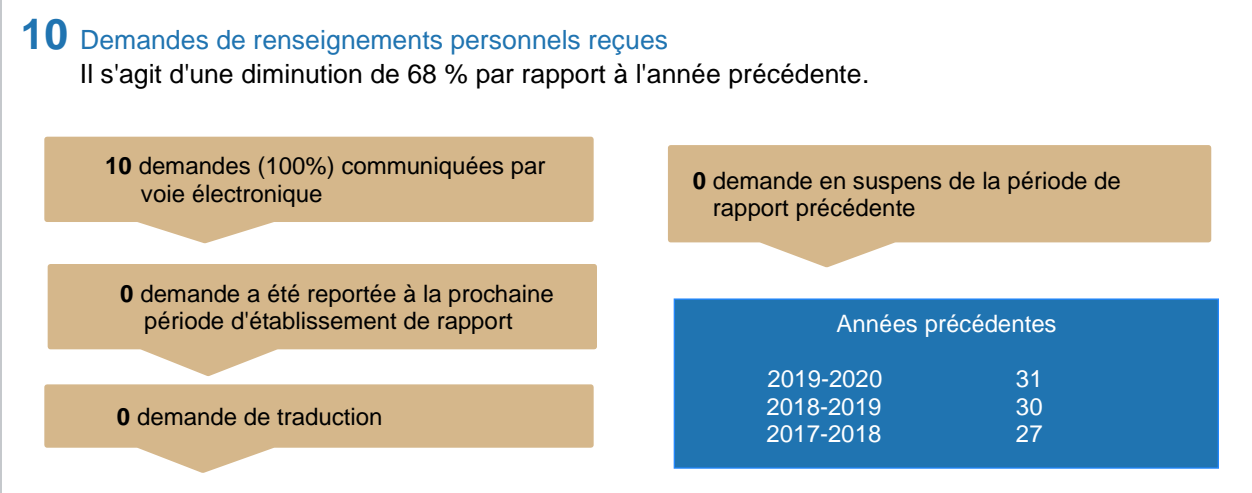 10 Demandes de renseignements personnels reçues
Il s'agit d'une diminution de 68 % par rapport à l'année précédente.
10 demandes (100%) communiquées par
voie électronique
0 demande a été reportée à la prochaine
période d'établissement de rapport
0 demande de traduction
0 demande en suspens de la période de
rapport précédente
Années précédentes
2019-2020 31
2018-2019 30
2017-2018 27